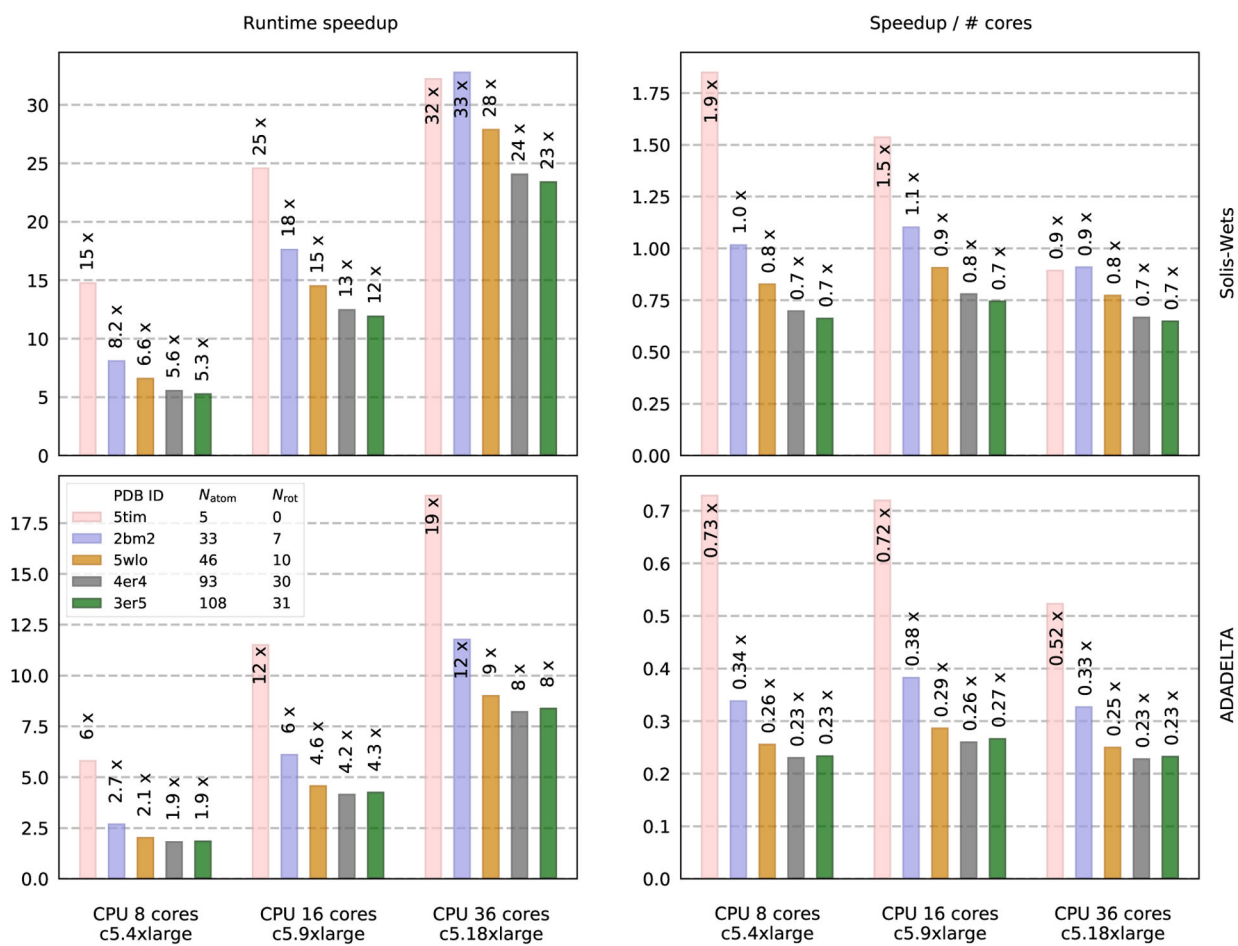 Runtime speedup
Speedup / # cores
30
25
20
15
10
5
0
15 x
8.2 x
6.6 x
5.6 x
5.3 x
25 x
18 x
15 x
13 x
12 x
32 x
33 x
28 x
24 x
23 x
1.75
1.50
1.25
1.00
0.75
0.50
0.25
0.00
1.9 x
1.0 x
0.8 x
0.7 x
0.7 x
1.5 x
1.1 x
0.9 x
0.8 x
0.7 x
0.9 x
0.9 x
0.8 x
0.7 x
0.7 x
Solis-Wets
17.5
15.0
12.5
10.0
7.5
5.0
2.5
0.0
PDB ID N_atom N_rot
5tim 5 0
2bm2 33 7
5wlo 46 10
4er4 93 30
3er5 108 31
6 x
2.7 x
2.1 x
1.9 x
1.9 x
12 x
6 x
4.6 x
4.2 x
4.3 x
19 x
12 x
9 x
8 x
8 x
CPU 8 cores
c5.4xlarge
CPU 16 cores
c5.9xlarge
CPU 36 cores
c5.18xlarge
0.7
0.6
0.5
0.4
0.3
0.2
0.1
0.0
0.73 x
0.34 x
0.26 x
0.23 x
0.23 x
0.72 x
0.38 x
0.29 x
0.26 x
0.27 x
0.52 x
0.33 x
0.25 x
0.23 x
0.23 x
ADADELTA
CPU 8 cores
c5.4xlarge
CPU 16 cores
c5.9xlarge
CPU 36 cores
c5.18xlarge